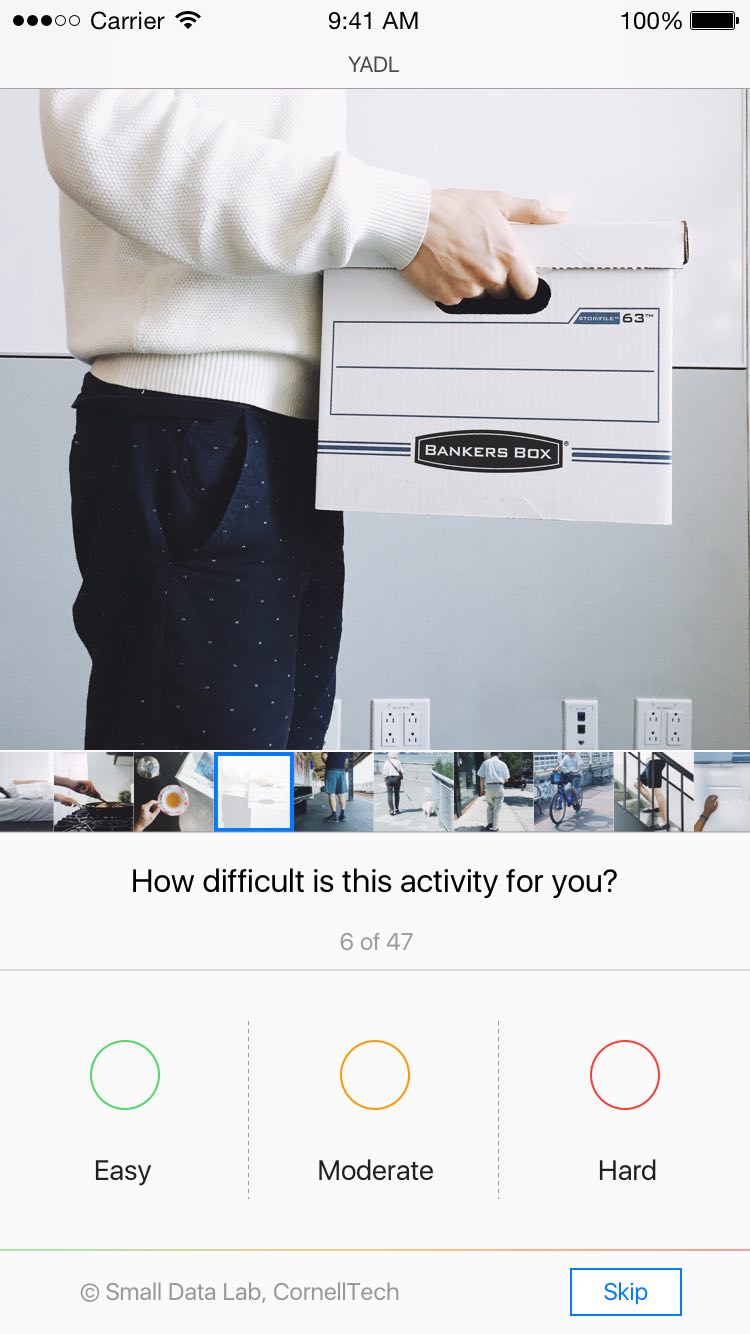 Carrier 9:41 AM 100%
YADL
STOR/FILE™ 63™
BANKERS BOX®
How difficult is this activity for you?
6 of 47
Easy Moderate Hard
© Small Data Lab, CornellTech Skip